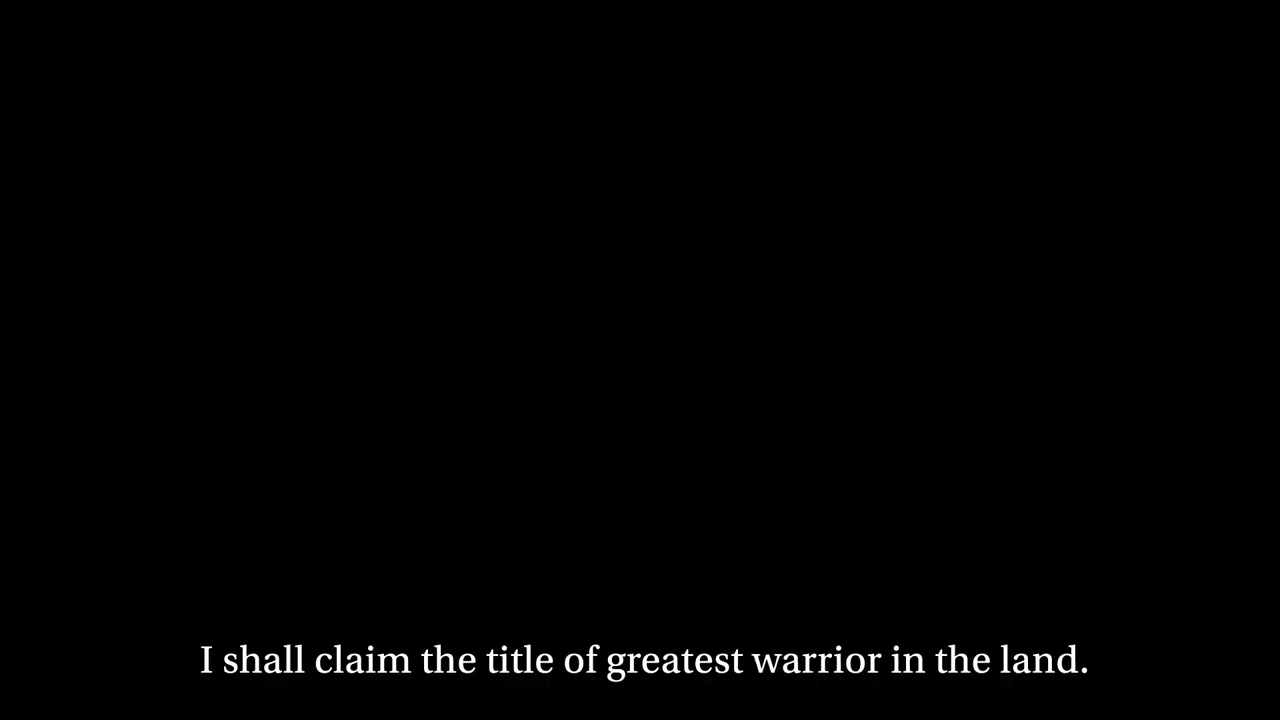 I shall claim the title of greatest warrior in the land.